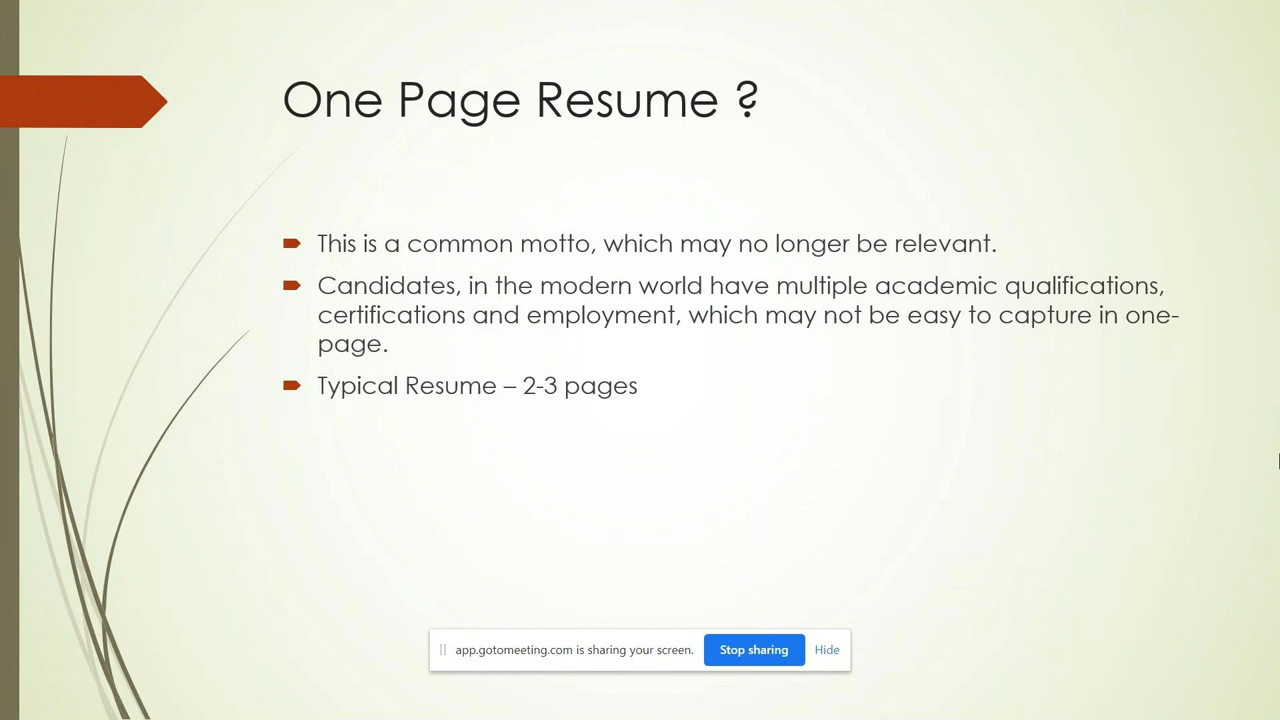 One Page Resume ?
This is a common motto, which may no longer be relevant.
Candidates, in the modern world have multiple academic qualifications,
certifications and employment, which may not be easy to capture in one-
page.
Typical Resume – 2-3 pages
app.gotomeeting.com is sharing your screen. Stop sharing Hide